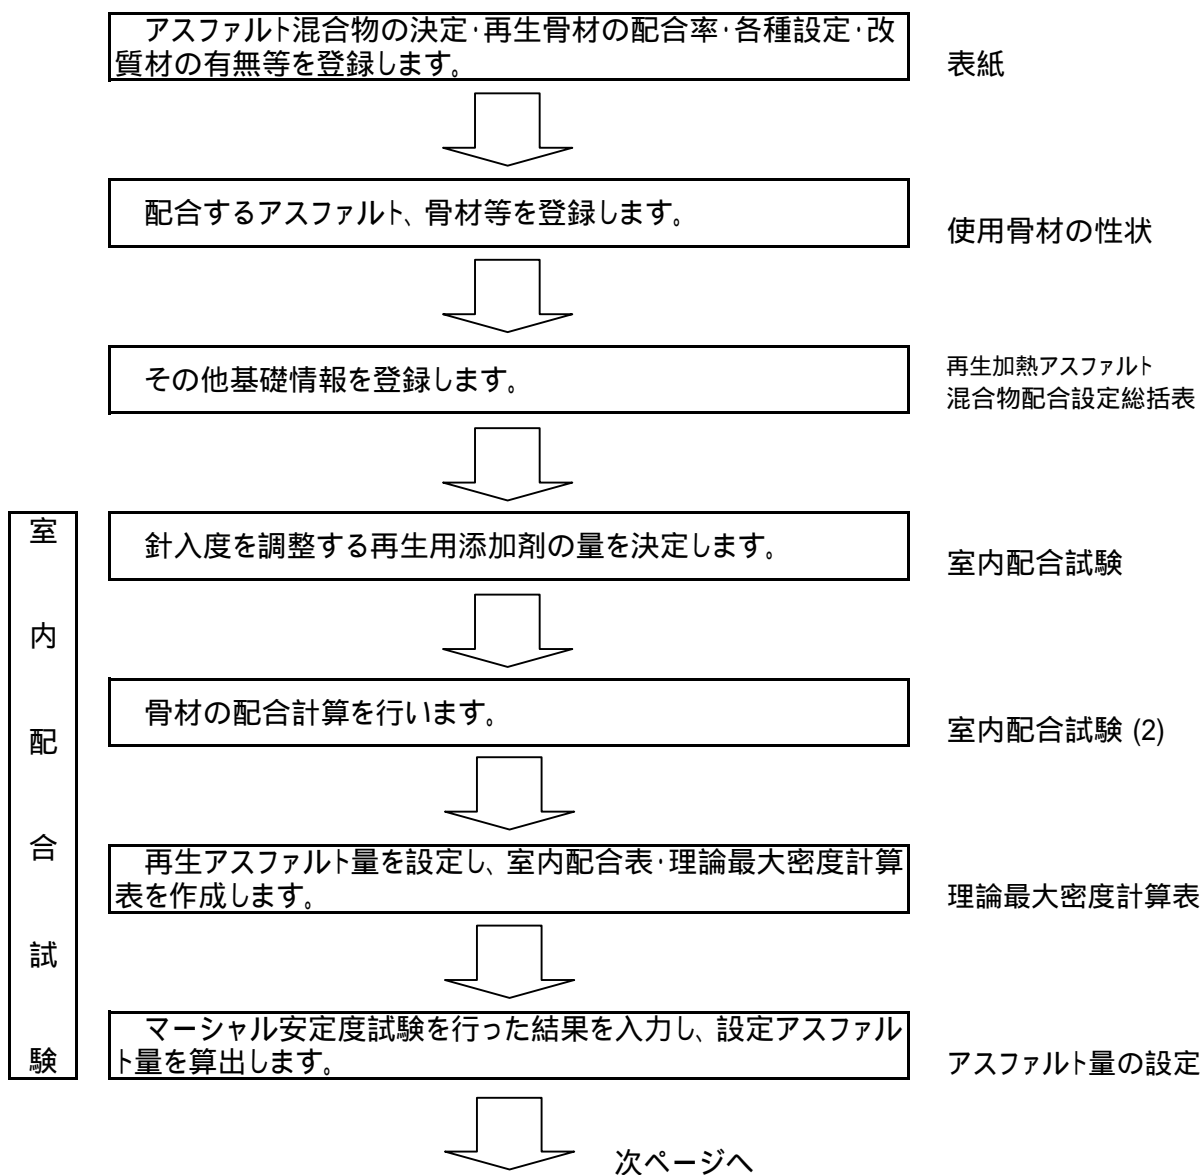 アスファルト混合物の決定・再生骨材の配合率・各種設定・改
質材の有無等を登録します。
表紙
配合するアスファルト、骨材等を登録します。
使用骨材の性状
その他基礎情報を登録します。
再生加熱アスファルト
混合物配合設定総括表
室内配合試験
針入度を調整する再生用添加剤の量を決定します。
室内配合試験
骨材の配合計算を行います。
室内配合試験 (2)
再生アスファルト量を設定し、室内配合表・理論最大密度計算
表を作成します。
理論最大密度計算表
マーシャル安定度試験を行った結果を入力し、設定アスファル
ト量を算出します。
アスファルト量の設定
次ページへ